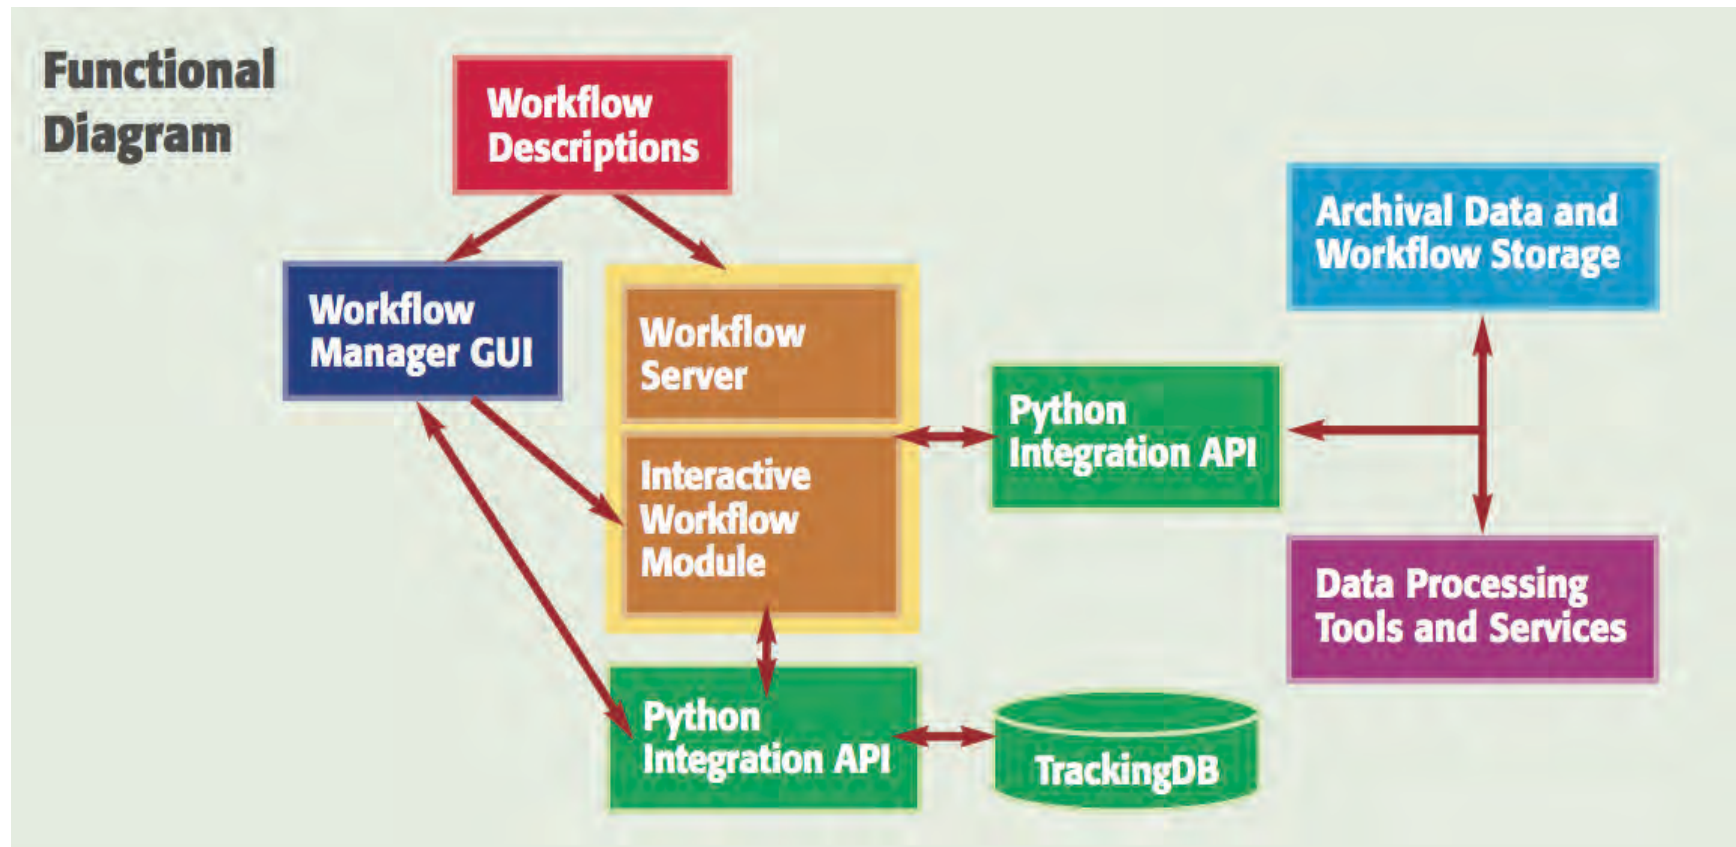 Functional
Diagram
Workflow
Descriptions
Workflow
Manager GUI
Workflow
Server
Interactive
Workflow
Module
Python
Integration API
Archival Data and
Workflow Storage
Data Processing
Tools and Services
Python
Integration API
TrackingDB